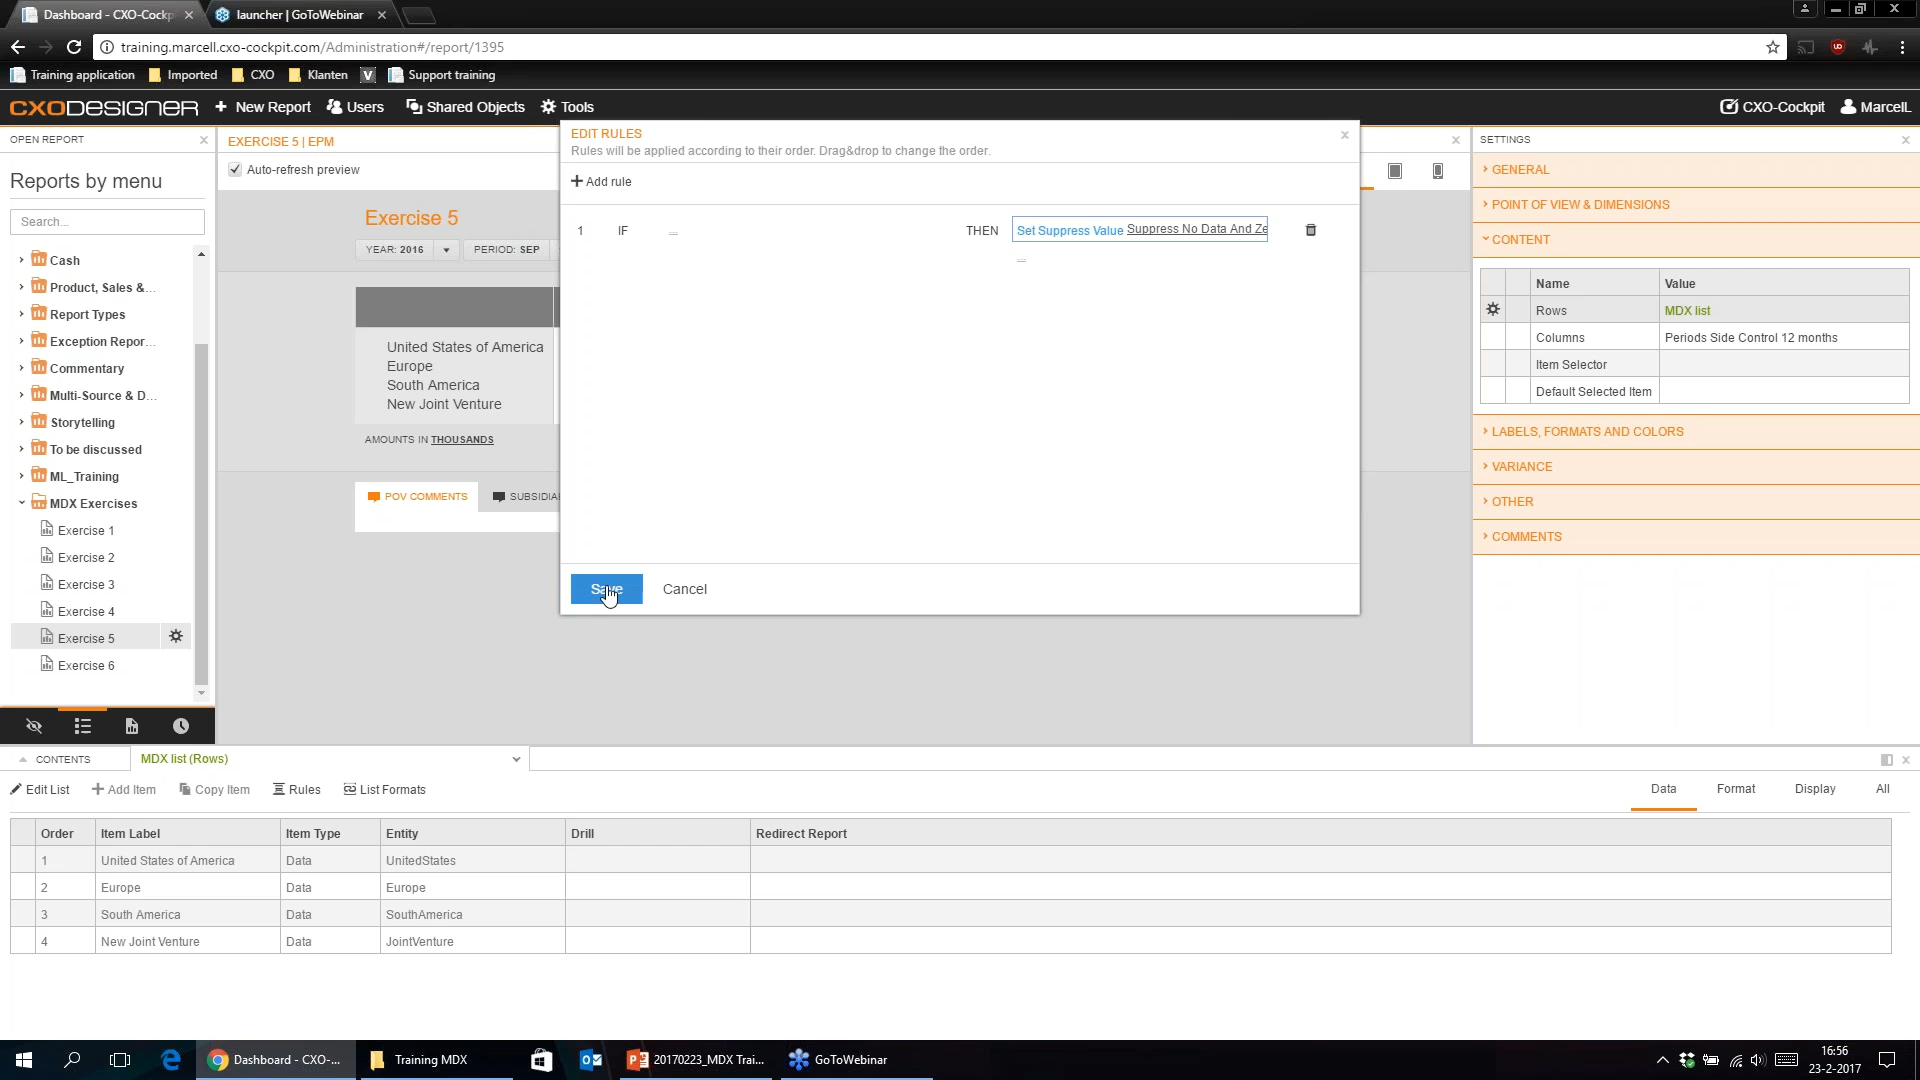 Dashboard - CXO-Cockp
launcher | GoToWebinar
training.marcell.cxo-cockpit.com/Administration#/report/1395
Training application
Imported
CXO
Klanten
V
Support training
CXODESIGNER
New Report
Users
Shared Objects
Tools
CXO-Cockpit
MarcelL
OPEN REPORT
Reports by menu
Search...
Cash
Product, Sales &...
Report Types
Exception Repor...
Commentary
Multi-Source & D...
Storytelling
To be discussed
ML_Training
MDX Exercises
Exercise 1
Exercise 2
Exercise 3
Exercise 4
Exercise 5
Exercise 6
EXERCISE 5 | EPM
Auto-refresh preview
Exercise 5
YEAR: 2016
PERIOD: SEP
United States of America
Europe
South America
New Joint Venture
AMOUNTS IN THOUSANDS
POV COMMENTS
SUBSIDIA
EDIT RULES
Rules will be applied according to their order. Drag&drop to change the order.
Add rule
1 IF ... THEN Set Suppress Value Suppress No Data And Ze
...
Save
Cancel
SETTINGS
GENERAL
POINT OF VIEW & DIMENSIONS
CONTENT
Name Value
Rows MDX list
Columns Periods Side Control 12 months
Item Selector
Default Selected Item
LABELS, FORMATS AND COLORS
VARIANCE
OTHER
COMMENTS
CONTENTS
MDX list (Rows)
Edit List
Add Item
Copy Item
Rules
List Formats
Data
Format
Display
All
Order Item Label Item Type Entity Drill Redirect Report
1 United States of America Data UnitedStates
2 Europe Data Europe
3 South America Data SouthAmerica
4 New Joint Venture Data JointVenture
Dashboard - CXO-...
Training MDX
20170223_MDX Trai...
GoToWebinar
16:56
23-2-2017